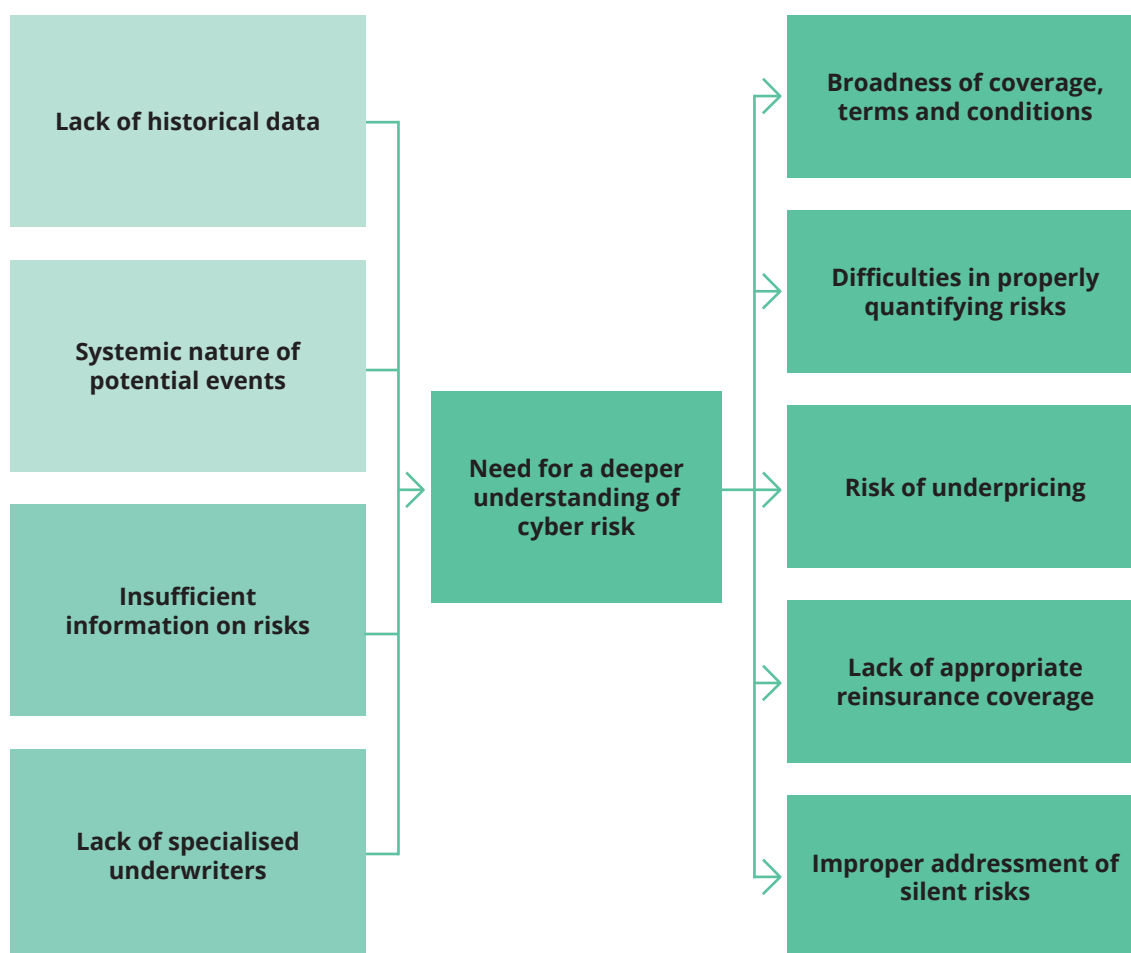 Lack of historical data
Systemic nature of
potential events
Insufficient
information on risks
Lack of specialised
underwriters
Need for a deeper
understanding of
cyber risk
Broadness of coverage,
terms and conditions
Difficulties in properly
quantifying risks
Risk of underpricing
Lack of appropriate
reinsurance coverage
Improper addressment of
silent risks